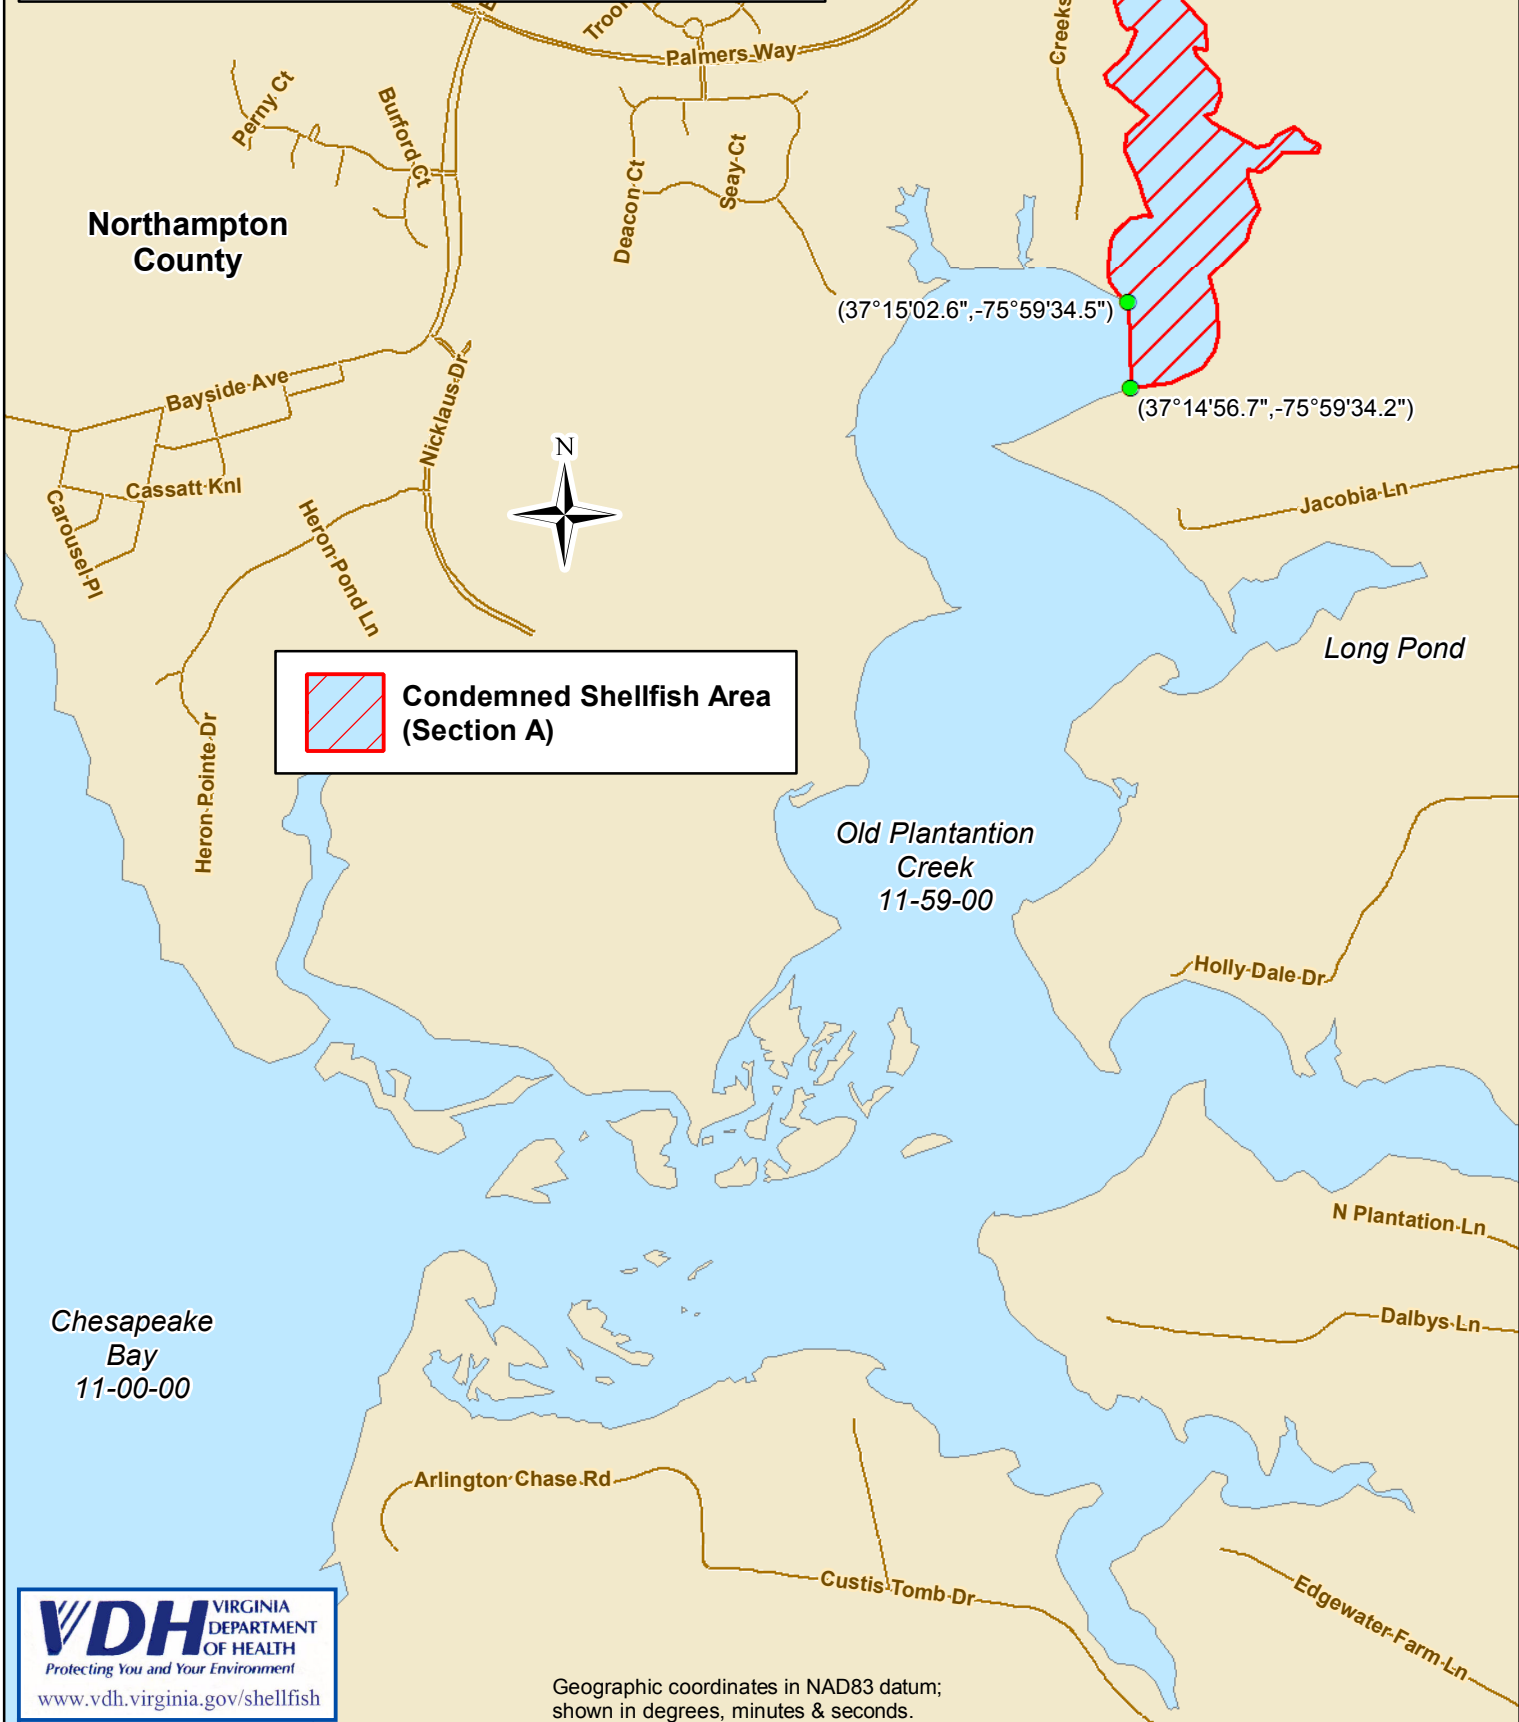 Palmers Way
Creeks
Perny Ct
Burford Ct
Deacon Ct
Seay Ct
Northampton
County
(37°15'02.6",-75°59'34.5")
(37°14'56.7",-75°59'34.2")
Bayside Ave
Nicklaus Dr
N
Cassatt Knl
Carousel Pl
Heron Pond Ln
Jacobia Ln
Long Pond
Condemned Shellfish Area
(Section A)
Heron Pointe Dr
Old Plantantion
Creek
11-59-00
Holly Dale Dr
N Plantation Ln
Chesapeake
Bay
11-00-00
Dalbys Ln
Arlington Chase Rd
Custis Tomb Dr
Edgewater Farm Ln
VDH VIRGINIA
DEPARTMENT
OF HEALTH
Protecting You and Your Environment
www.vdh.virginia.gov/shellfish
Geographic coordinates in NAD83 datum;
shown in degrees, minutes & seconds.